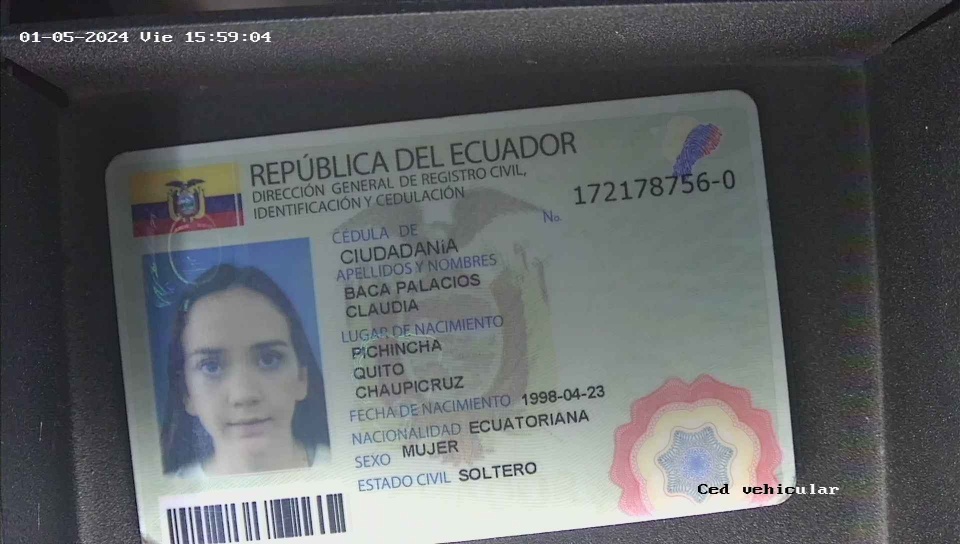 01-05-2024 Vie 15:59:04
REPÚBLICA DEL ECUADOR
DIRECCIÓN GENERAL DE REGISTRO CIVIL,
IDENTIFICACIÓN Y CEDULACIÓN
No. 172178756-0
CÉDULA DE
CIUDADANíA
APELLIDOS Y NOMBRES
BACA PALACIOS
CLAUDIA
LUGAR DE NACIMIENTO
PICHINCHA
QUITO
CHAUPICRUZ
FECHA DE NACIMIENTO 1998-04-23
NACIONALIDAD ECUATORIANA
SEXO MUJER
ESTADO CIVIL SOLTERO
Ced vehicular